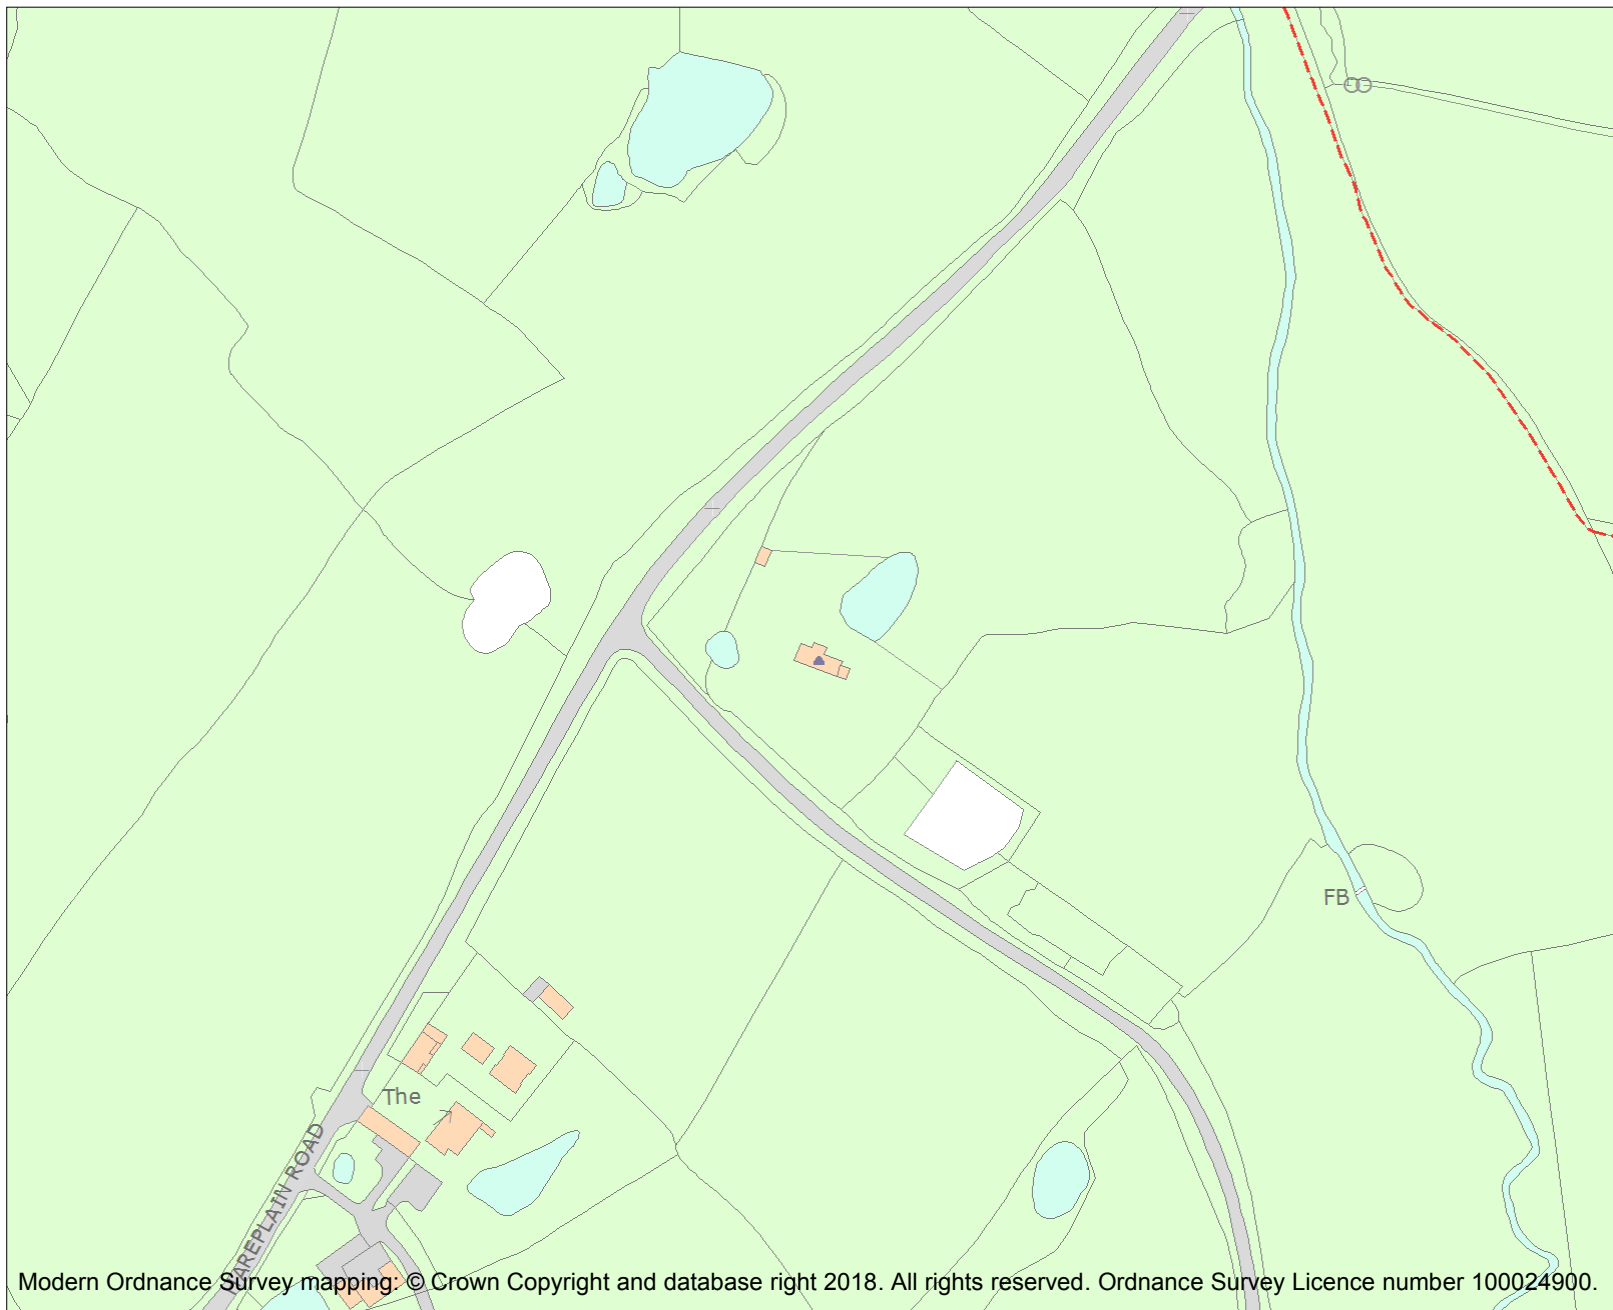 FB
The
WAREPLAIN ROAD
Modern Ordnance Survey mapping: © Crown Copyright and database right 2018. All rights reserved. Ordnance Survey Licence number 100024900.